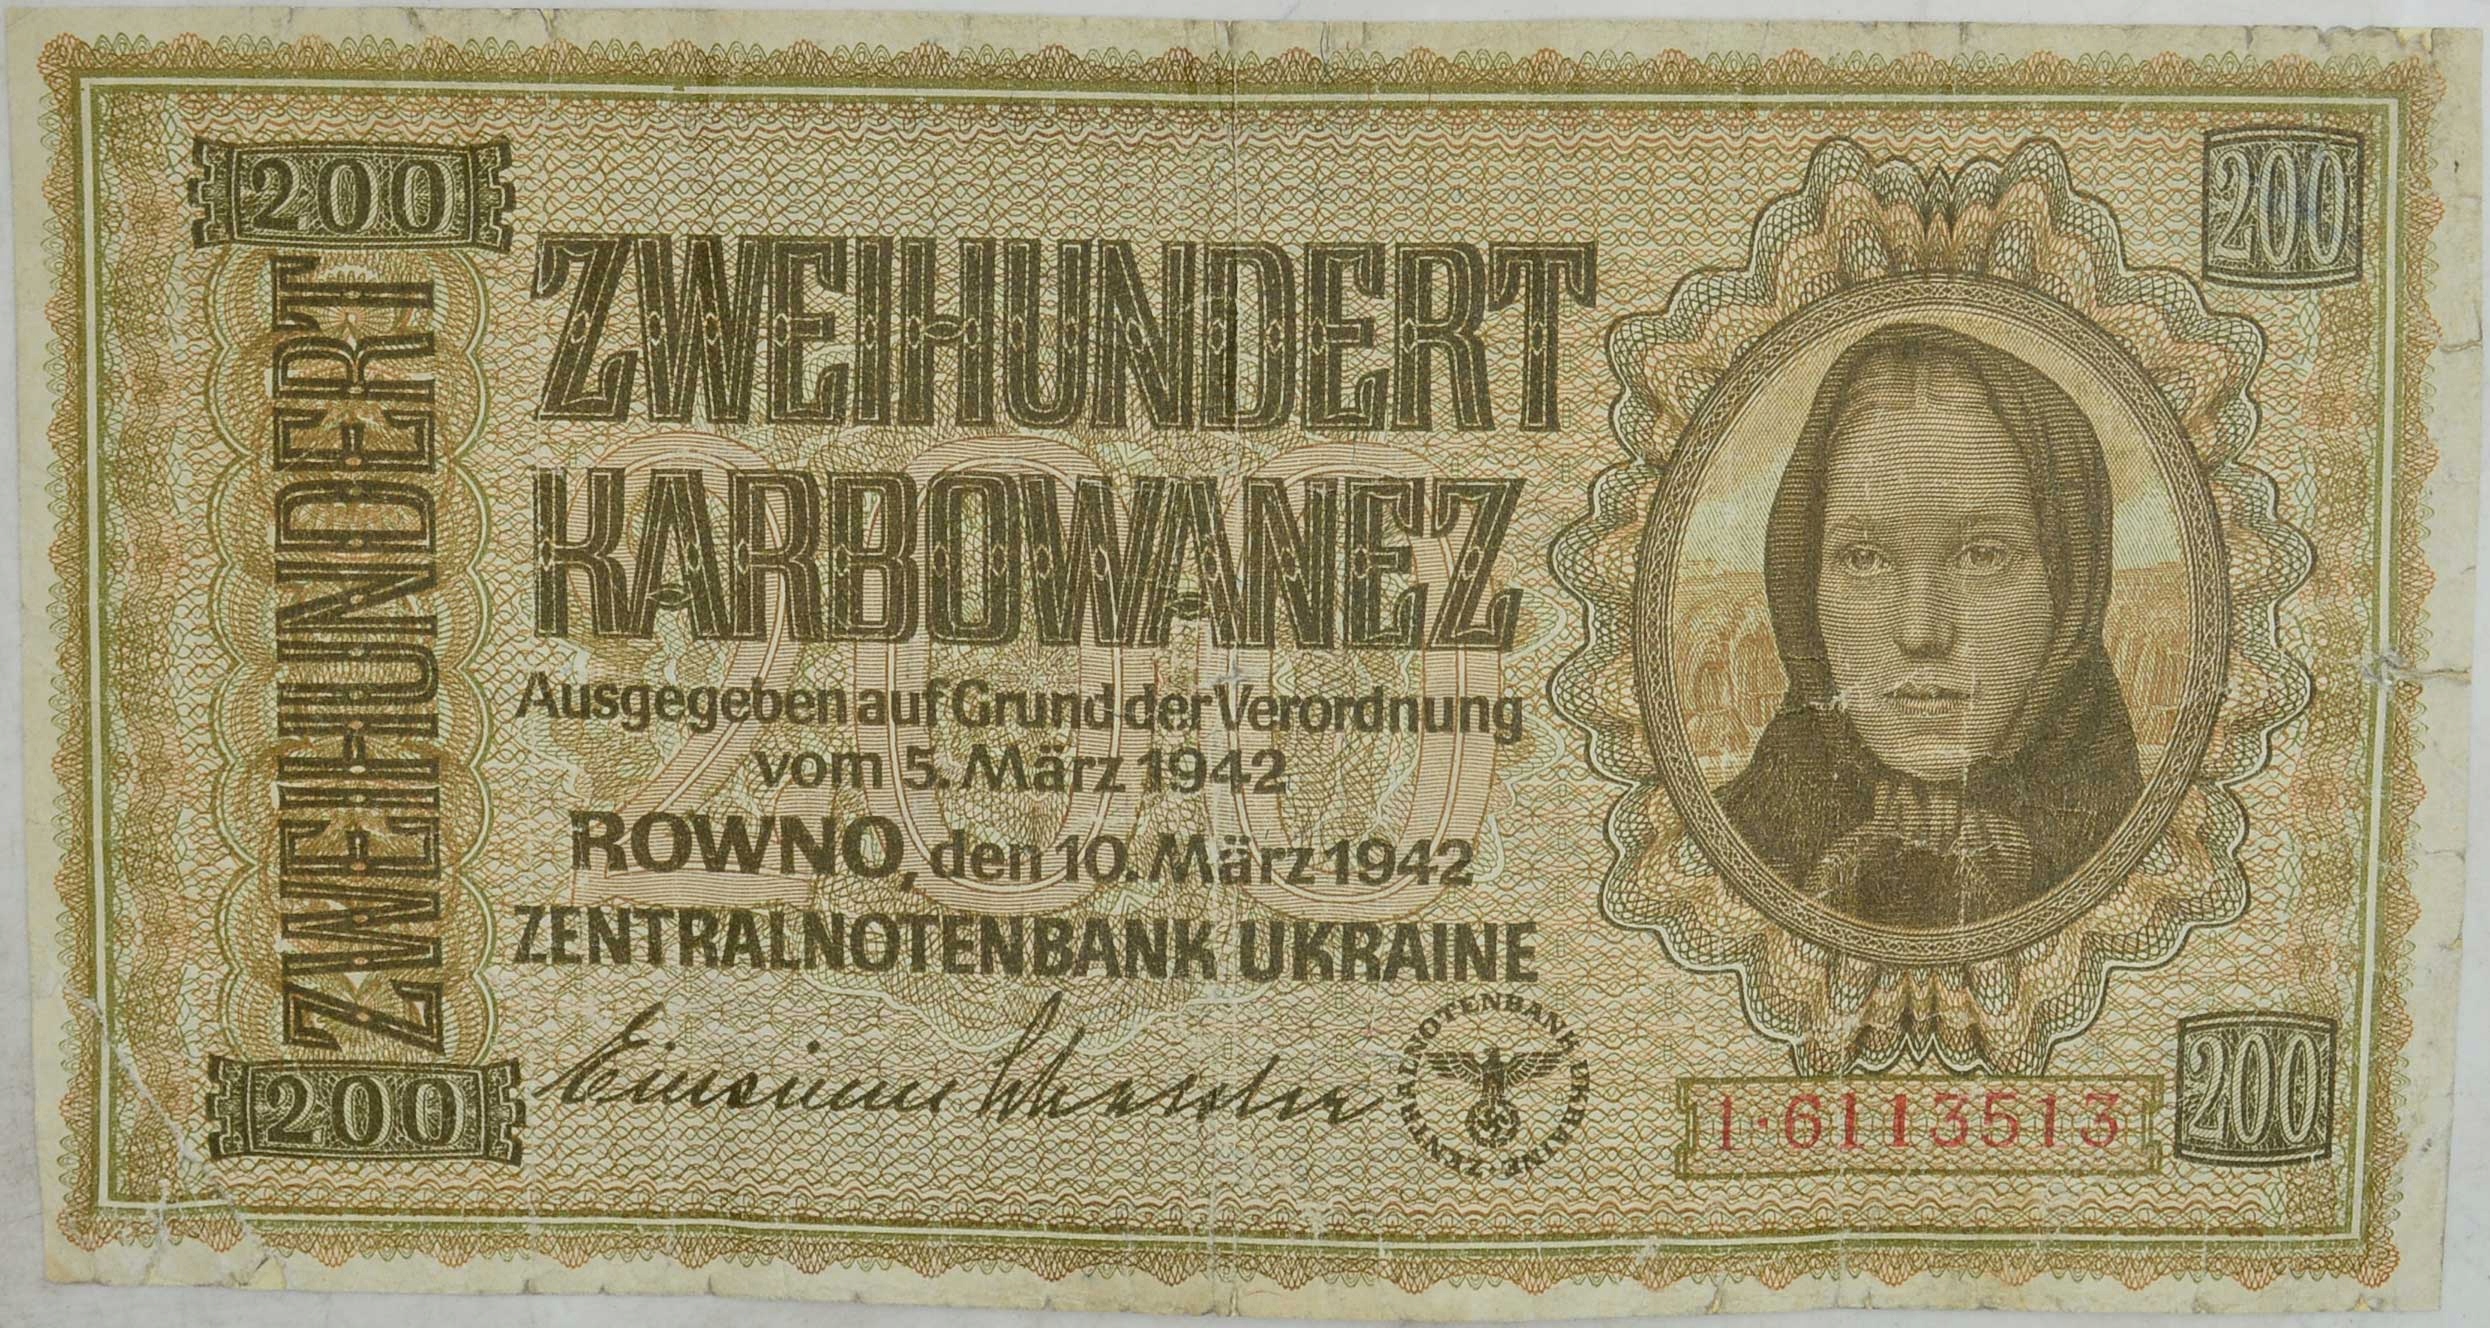 200
200
ZWEIHUNDERT
ZWEIHUNDERT
KARBOWANEZ
200
Ausgegeben auf Grund der Verordnung
vom 5. März 1942
ROWNO, den 10. März 1942
ZENTRALNOTENBANK UKRAINE
ZENTRALNOTENBANK UKRAINE·
1·6113513
200
200